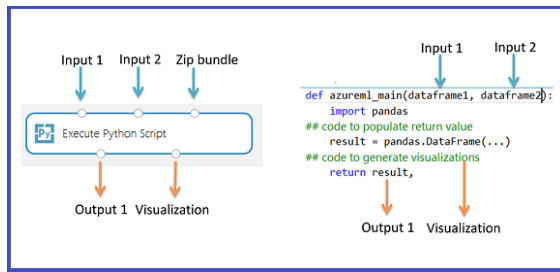 Input 1 Input 2 Zip bundle
Py Execute Python Script
Output 1 Visualization
Input 1 Input 2
def azureml_main(dataframe1, dataframe2):
import pandas
## code to populate return value
result = pandas.DataFrame(...)
## code to generate visualizations
return result,
Output 1 Visualization